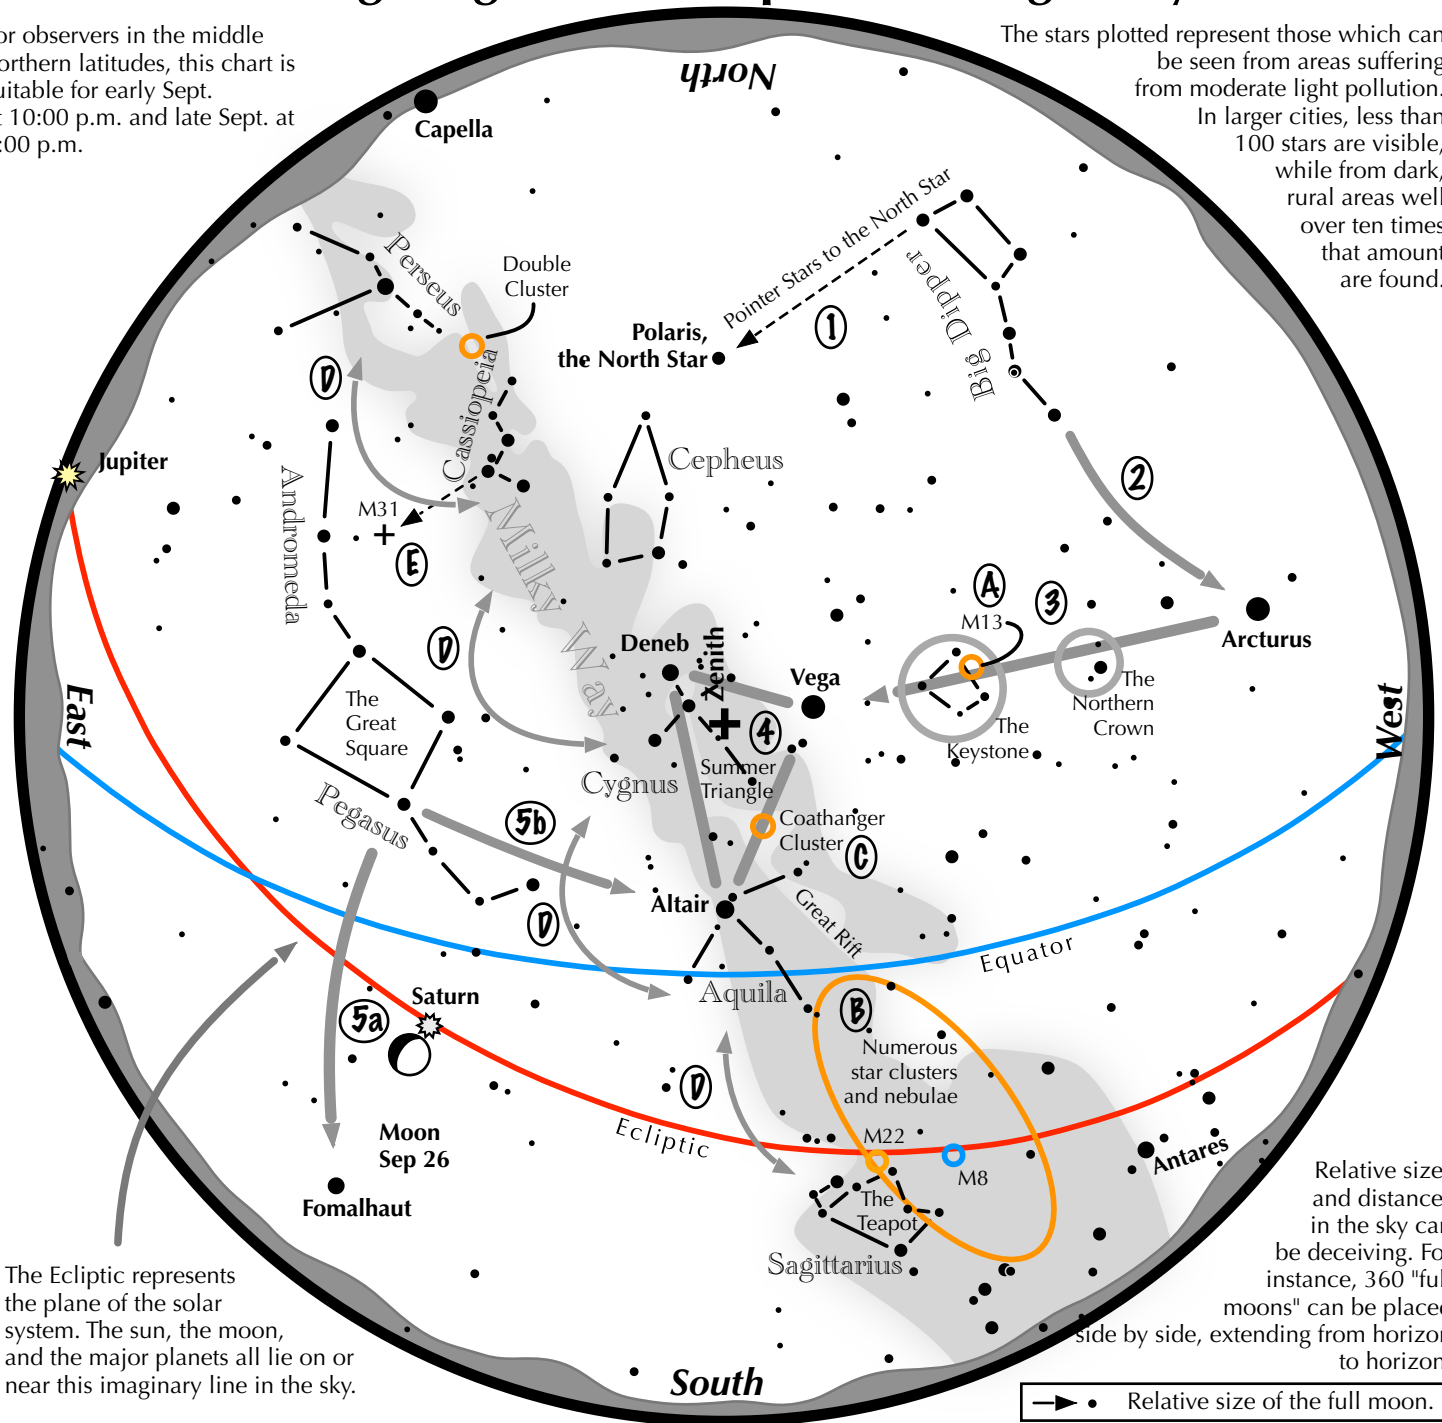 or observers in the middle
orthern latitudes, this chart is
uitable for early Sept.
t 10:00 p.m. and late Sept. at
:00 p.m.
The stars plotted represent those which can
be seen from areas suffering
from moderate light pollution.
In larger cities, less than
100 stars are visible,
while from dark,
rural areas well
over ten times
that amount
are found.
North
Capella
Perseus
Double
Cluster
Pointer Stars to the North Star
Big Dipper
Polaris,
the North Star
1
D
Cassiopeia
Cepheus
2
Jupiter
Andromeda
M31
E
Milky Way
A
3
M13
Arcturus
D
Deneb
Zenith
Vega
The
Northern
Crown
The
Keystone
East
West
The
Great
Square
4
Summer
Triangle
Cygnus
Pegasus
5b
Coathanger
Cluster
C
Altair
Great Rift
D
Equator
Aquila
Saturn
5a
B
Numerous
star clusters
and nebulae
D
Ecliptic
M22
M8
Moon
Sep 26
Fomalhaut
Antares
The
Teapot
Sagittarius
The Ecliptic represents
the plane of the solar
system. The sun, the moon,
and the major planets all lie on or
near this imaginary line in the sky.
Relative size
and distance
in the sky can
be deceiving. Fo
instance, 360 "ful
moons" can be placed
side by side, extending from horizon
to horizon
South
Relative size of the full moon.